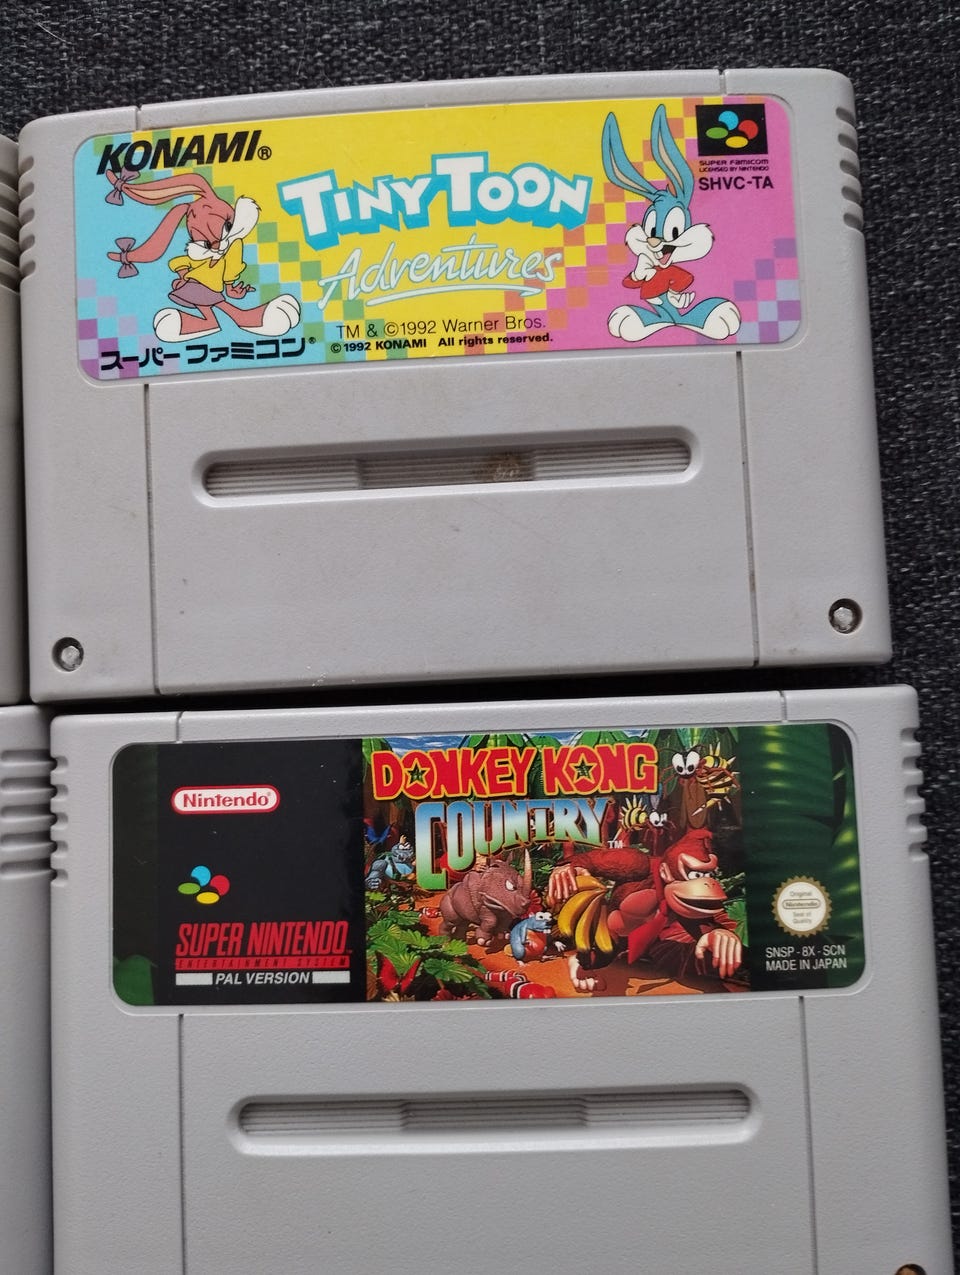 KONAMI®
TINY TOON
Adventures
TM & ©1992 Warner Bros.
© 1992 KONAMI All rights reserved.
スーパーファミコン®
SUPER FAMICOM
LICENSED BY NINTENDO
SHVC-TA
Nintendo®
SUPER NINTENDO™
ENTERTAINMENT SYSTEM
PAL VERSION
DONKEY KONG
COUNTRY™
Original
Nintendo
Seal of
Quality
SNSP - 8X - SCN
MADE IN JAPAN